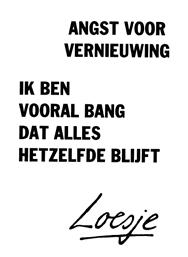 ANGST VOOR
VERNIEUWING
IK BEN
VOORAL BANG
DAT ALLES
HETZELFDE BLIJFT
Loesje